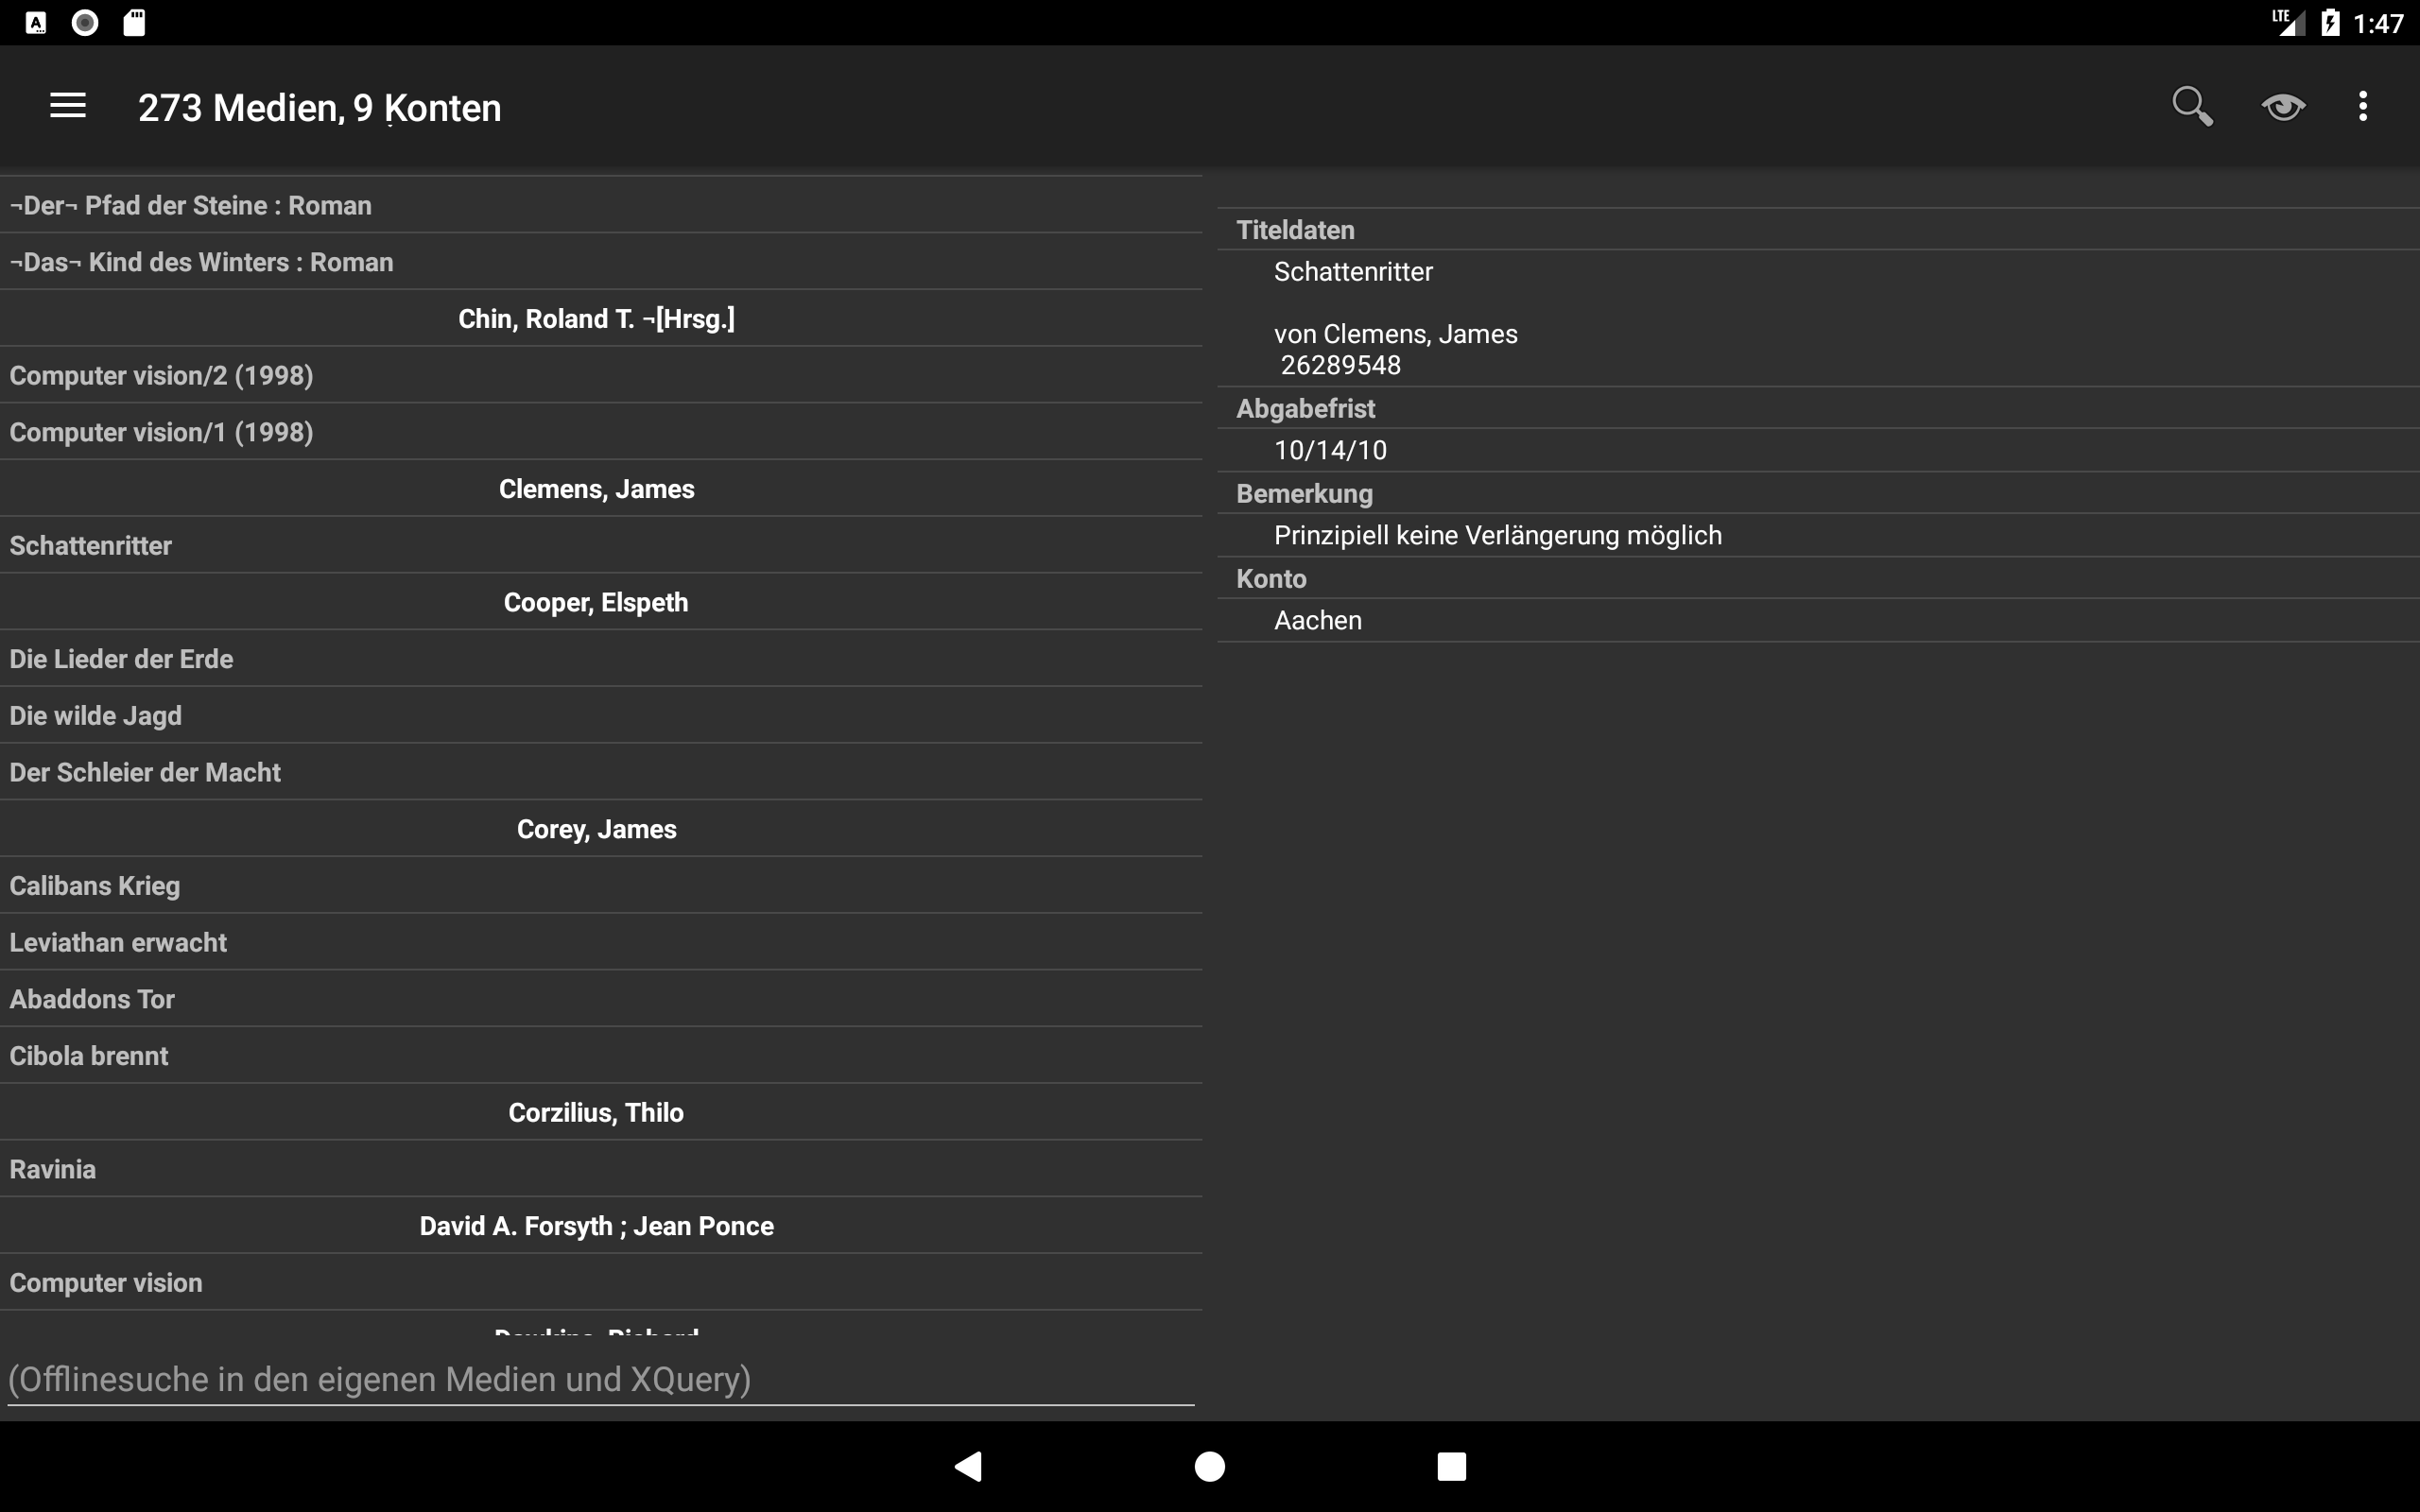 LTE 1:47
273 Medien, 9 Konten
¬Der¬ Pfad der Steine : Roman
¬Das¬ Kind des Winters : Roman
Chin, Roland T. ¬[Hrsg.]
Computer vision/2 (1998)
Computer vision/1 (1998)
Clemens, James
Schattenritter
Cooper, Elspeth
Die Lieder der Erde
Die wilde Jagd
Der Schleier der Macht
Corey, James
Calibans Krieg
Leviathan erwacht
Abaddons Tor
Cibola brennt
Corzilius, Thilo
Ravinia
David A. Forsyth ; Jean Ponce
Computer vision
Dawkins, Richard
(Offlinesuche in den eigenen Medien und XQuery)
Titeldaten
Schattenritter
von Clemens, James
26289548
Abgabefrist
10/14/10
Bemerkung
Prinzipiell keine Verlängerung möglich
Konto
Aachen